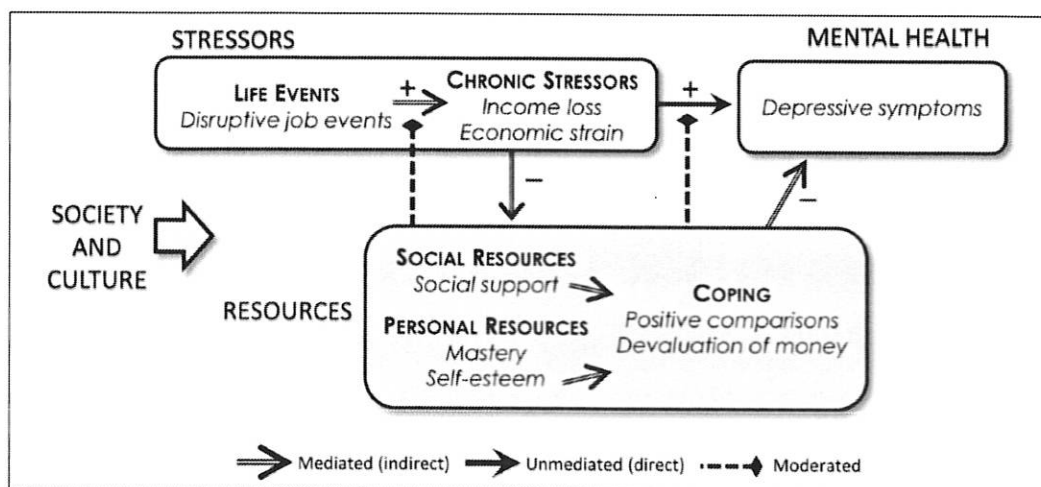 STRESSORS
MENTAL HEALTH
LIFE EVENTS
Disruptive job events
+
CHRONIC STRESSORS
Income loss
Economic strain
+
Depressive symptoms
–
–
SOCIETY
AND
CULTURE
RESOURCES
SOCIAL RESOURCES
Social support
PERSONAL RESOURCES
Mastery
Self-esteem
COPING
Positive comparisons
Devaluation of money
Mediated (indirect)
Unmediated (direct)
Moderated